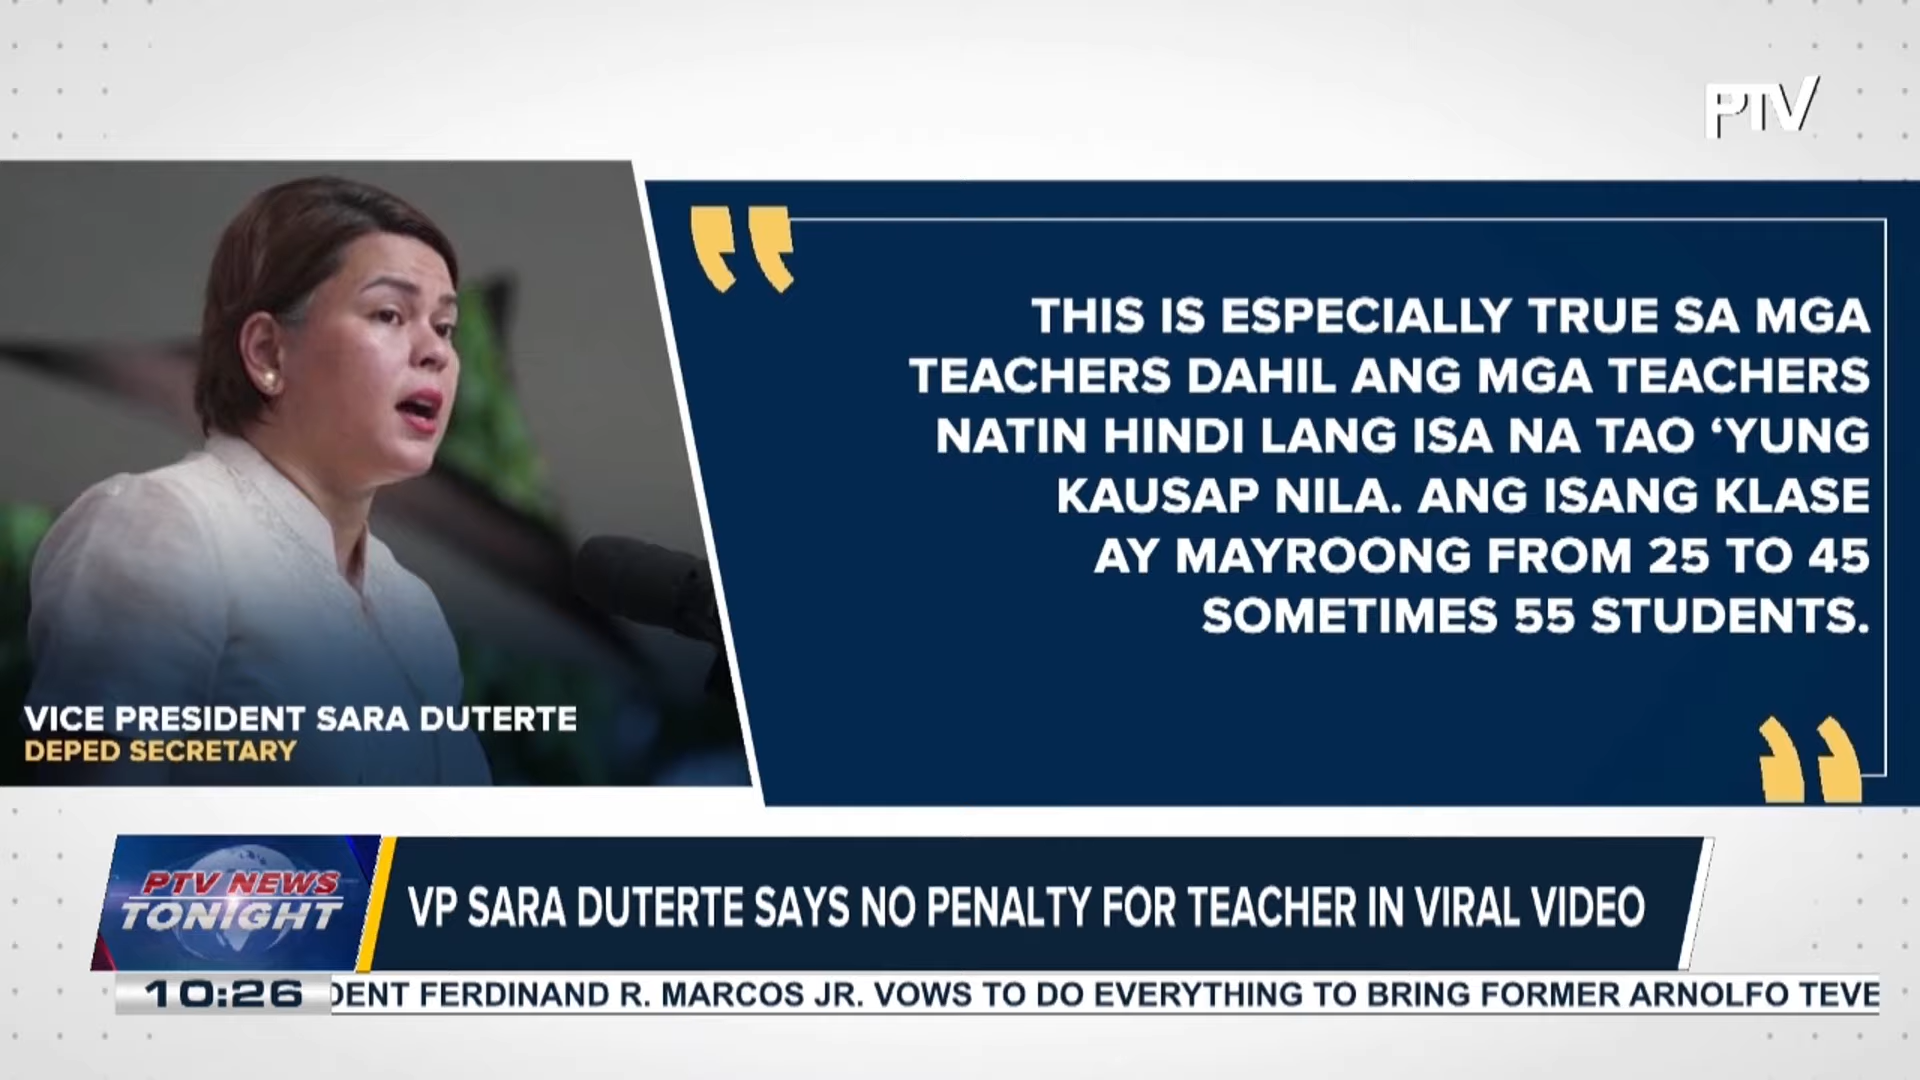 PTV
THIS IS ESPECIALLY TRUE SA MGA
TEACHERS DAHIL ANG MGA TEACHERS
NATIN HINDI LANG ISA NA TAO ‘YUNG
KAUSAP NILA. ANG ISANG KLASE
AY MAYROONG FROM 25 TO 45
SOMETIMES 55 STUDENTS.
VICE PRESIDENT SARA DUTERTE
DEPED SECRETARY
PTV NEWS
TONIGHT
VP SARA DUTERTE SAYS NO PENALTY FOR TEACHER IN VIRAL VIDEO
10:26
DENT FERDINAND R. MARCOS JR. VOWS TO DO EVERYTHING TO BRING FORMER ARNOLFO TEVE